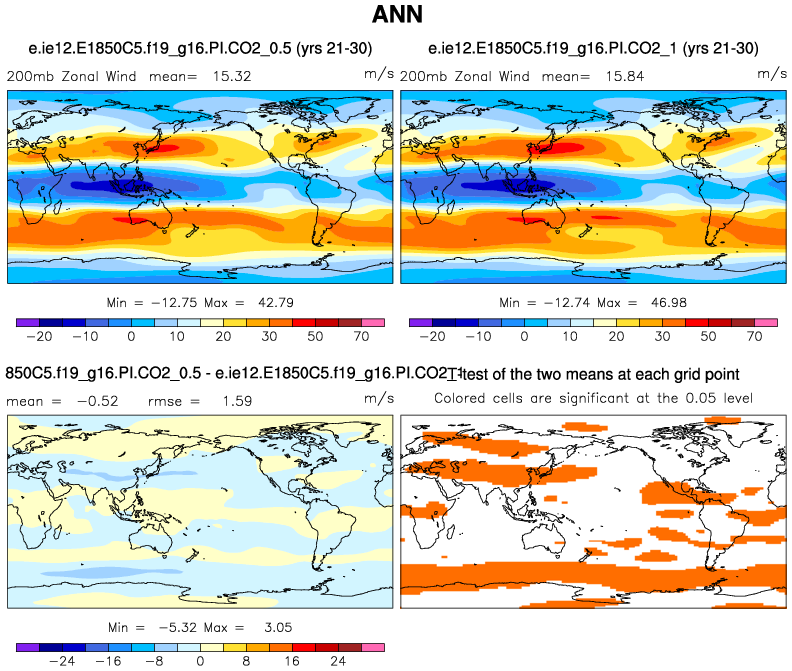 ANN
e.ie12.E1850C5.f19_g16.PI.CO2_0.5 (yrs 21-30)
e.ie12.E1850C5.f19_g16.PI.CO2_1 (yrs 21-30)
200mb Zonal Wind mean= 15.32 m/s
200mb Zonal Wind mean= 15.84 m/s
Min = -12.75 Max = 42.79
Min = -12.74 Max = 46.98
-20 -10 0 10 20 30 50 70
-20 -10 0 10 20 30 50 70
850C5.f19_g16.PI.CO2_0.5 - e.ie12.E1850C5.f19_g16.PI.CO2_
T-test of the two means at each grid point
mean = -0.52 rmse = 1.59 m/s
Colored cells are significant at the 0.05 level
Min = -5.32 Max = 3.05
-24 -16 -8 0 8 16 24